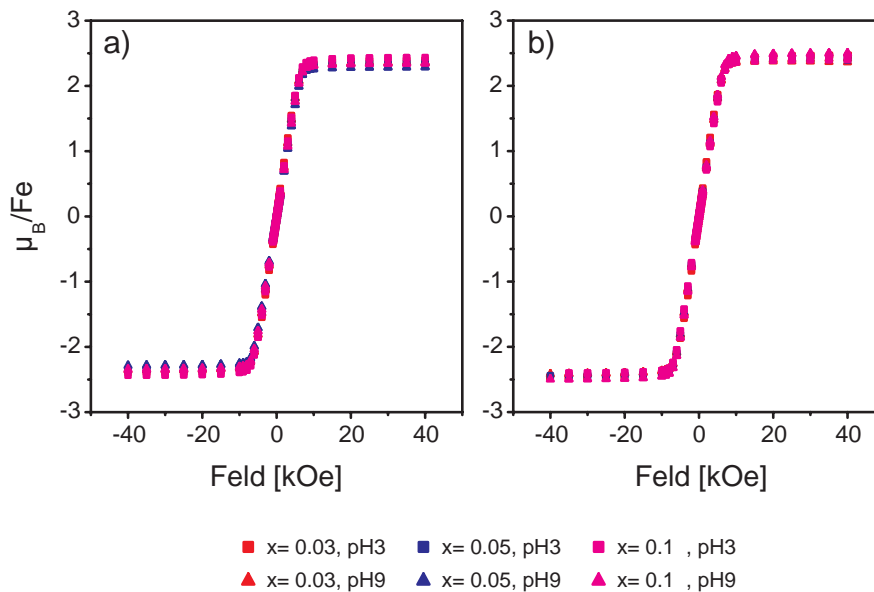 a) b)
3 3
2 2
1 1
0 0
-1 -1
-2 -2
-3 -3
μB/Fe
-40 -20 0 20 40 -40 -20 0 20 40
Feld [kOe] Feld [kOe]
x= 0.03, pH3 x= 0.05, pH3 x= 0.1 , pH3
x= 0.03, pH9 x= 0.05, pH9 x= 0.1 , pH9